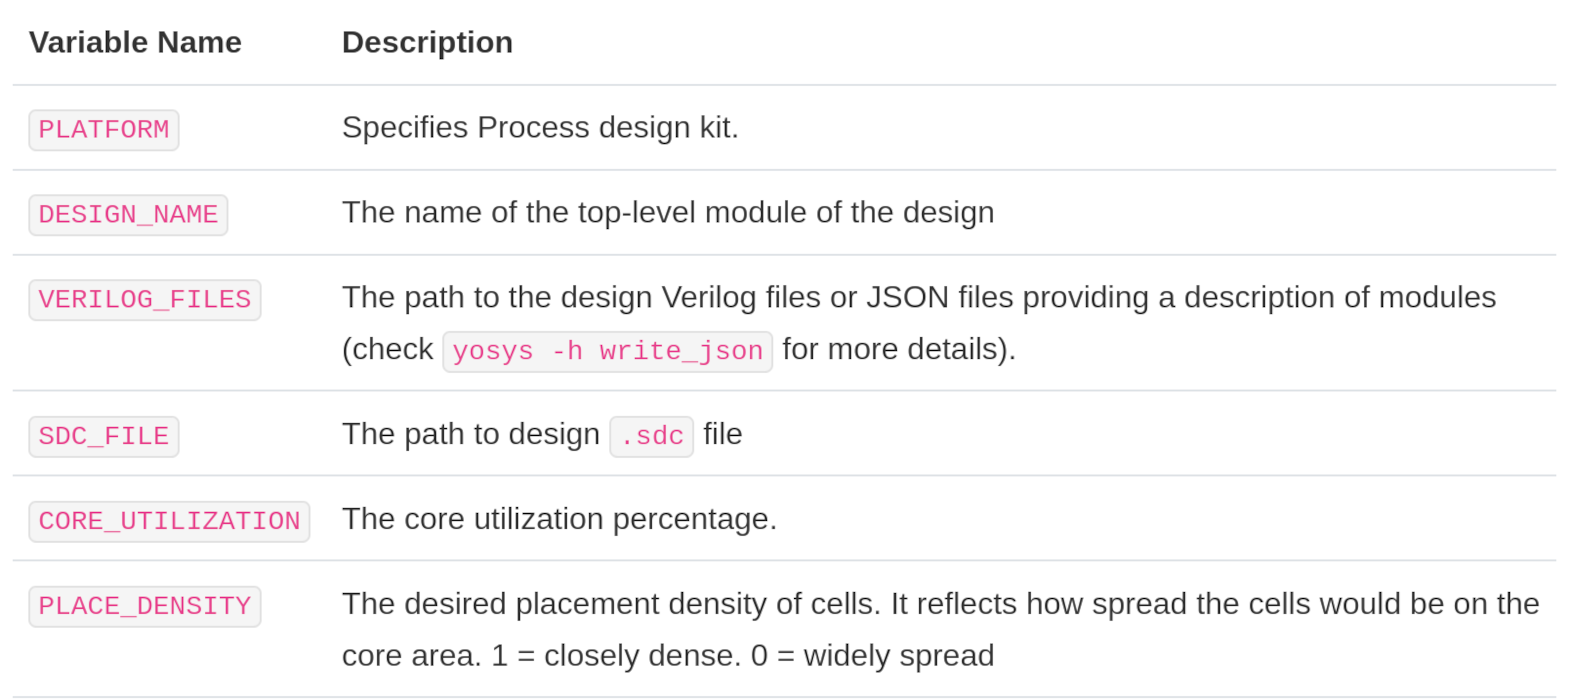 Variable Name Description
PLATFORM Specifies Process design kit.
DESIGN_NAME The name of the top-level module of the design
VERILOG_FILES The path to the design Verilog files or JSON files providing a description of modules
(check yosys -h write_json for more details).
SDC_FILE The path to design .sdc file
CORE_UTILIZATION The core utilization percentage.
PLACE_DENSITY The desired placement density of cells. It reflects how spread the cells would be on the
core area. 1 = closely dense. 0 = widely spread